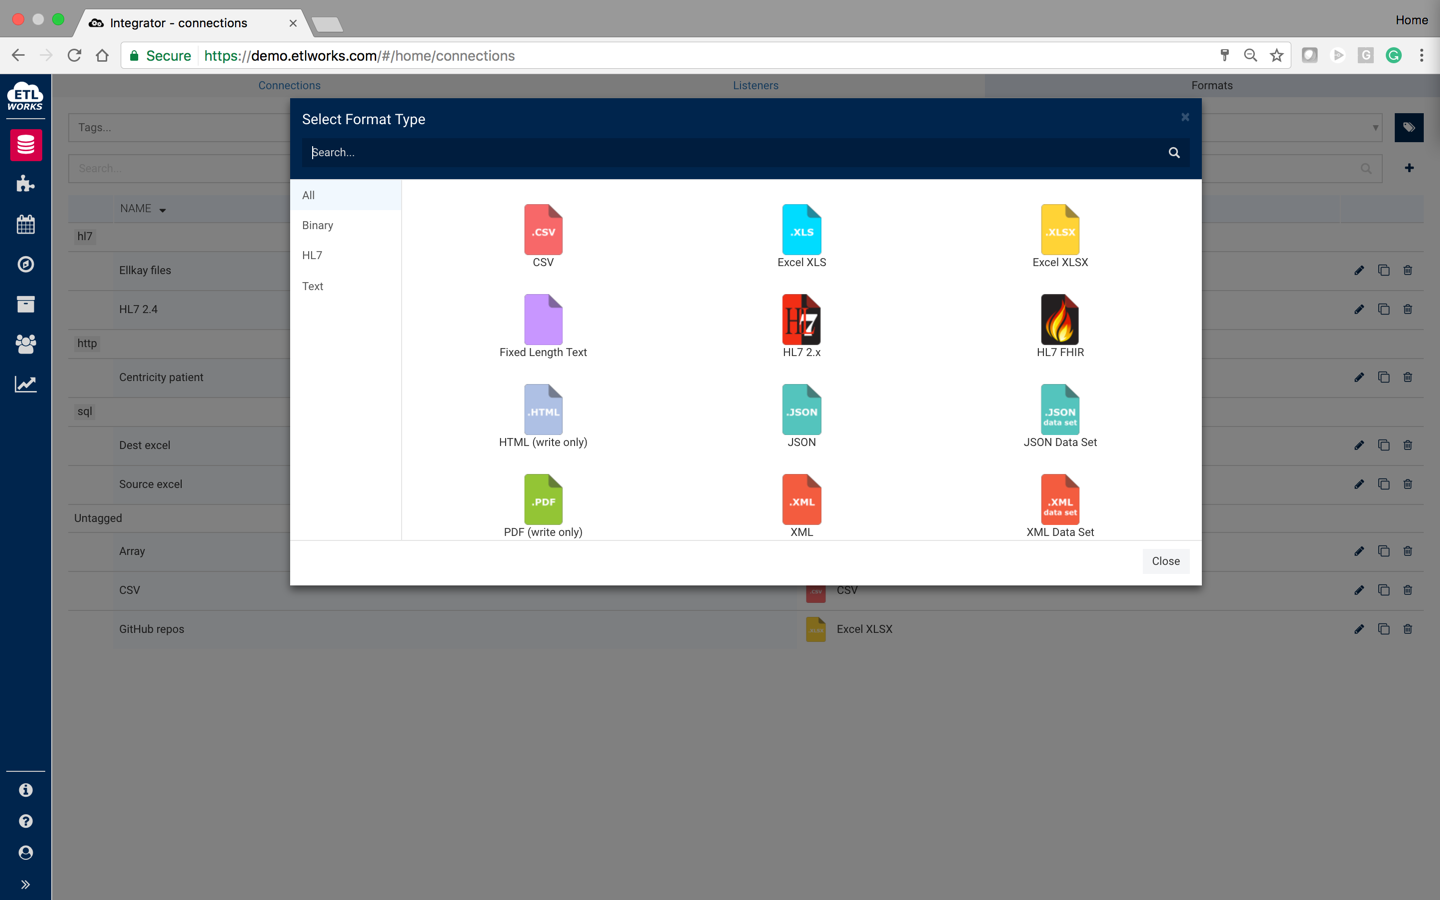 Integrator - connections
Home
Secure https://demo.etlworks.com/#/home/connections
ETL
WORKS
Connections
Listeners
Formats
Tags...
Search...
NAME
hl7
Ellkay files
HL7 2.4
http
Centricity patient
sql
Dest excel
Source excel
Untagged
Array
CSV
CSV
GitHub repos
Excel XLSX
Select Format Type
Search...
All
Binary
HL7
Text
.CSV
CSV
.XLS
Excel XLS
.XLSX
Excel XLSX
Fixed Length Text
HL7
HL7 2.x
HL7 FHIR
.HTML
HTML (write only)
.JSON
JSON
.JSON
data set
JSON Data Set
.PDF
PDF (write only)
.XML
XML
.XML
data set
XML Data Set
Close